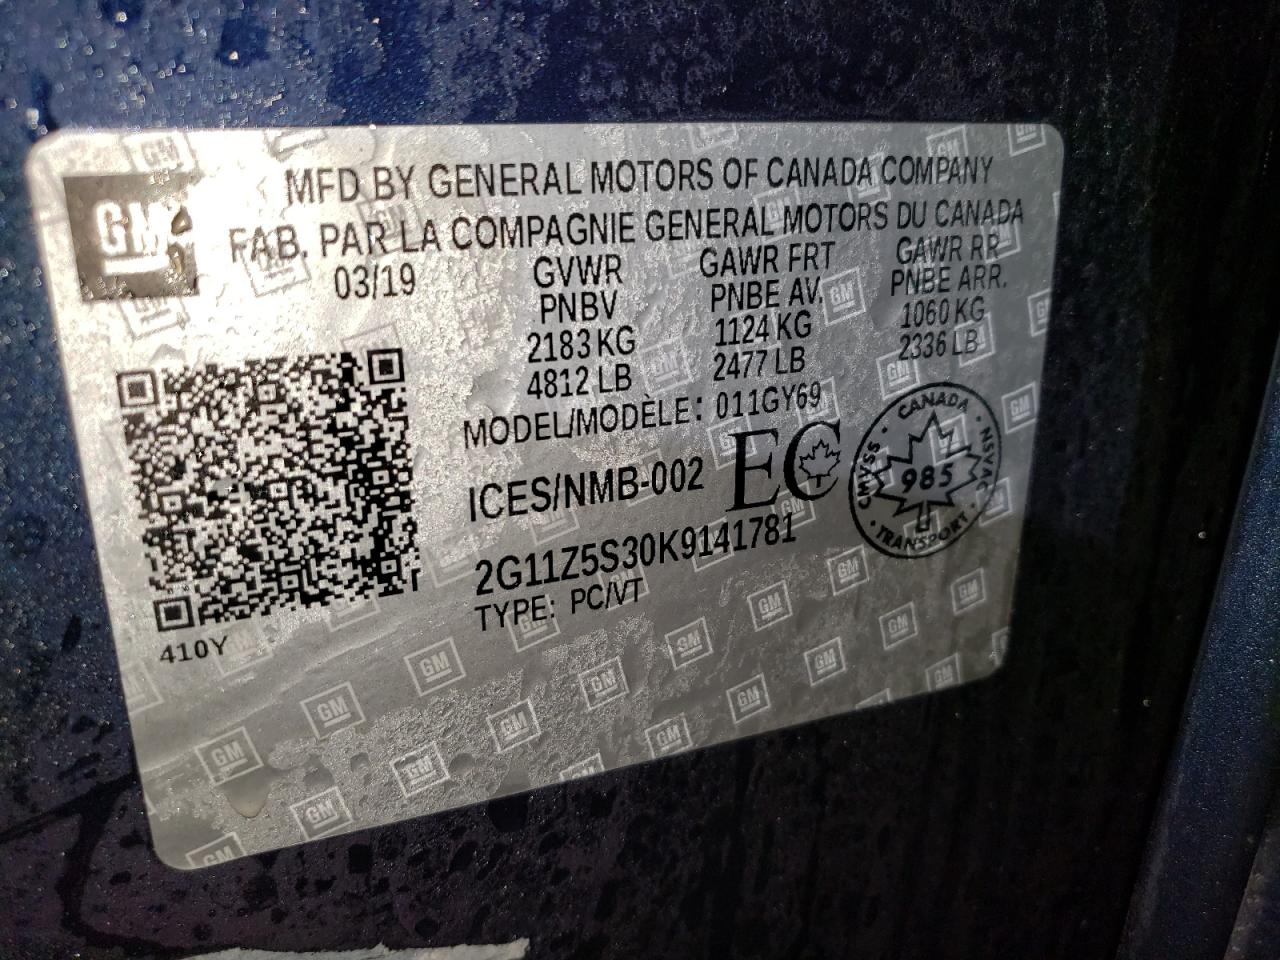 GM
MFD BY GENERAL MOTORS OF CANADA COMPANY
FAB. PAR LA COMPAGNIE GENERAL MOTORS DU CANADA
03/19
GVWR GAWR FRT GAWR RR
PNBV PNBE AV. PNBE ARR.
2183 KG 1124 KG 1060 KG
4812 LB 2477 LB 2336 LB
MODEL/MODÈLE: 011GY69
ICES/NMB-002 EC
CANADA
CMVSS 985 NSVAC
TRANSPORT
2G11Z5S30K9141781
TYPE: PC/VT
410Y